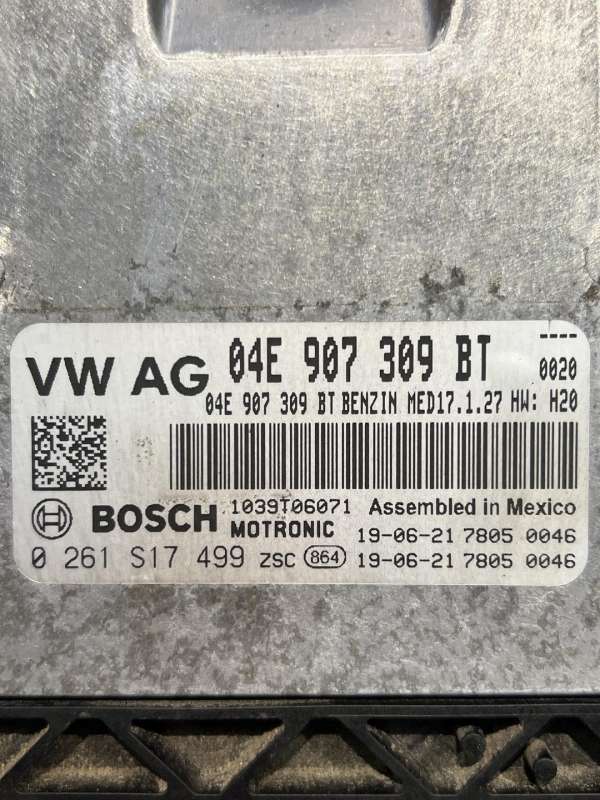 VW AG 04E 907 309 BT ----
0020
04E 907 309 BT BENZIN MED17.1.27 HW: H20
BOSCH 1039T06071 Assembled in Mexico
MOTRONIC 19-06-21 7805 0046
0 261 S17 499 ZSC 864 19-06-21 7805 0046